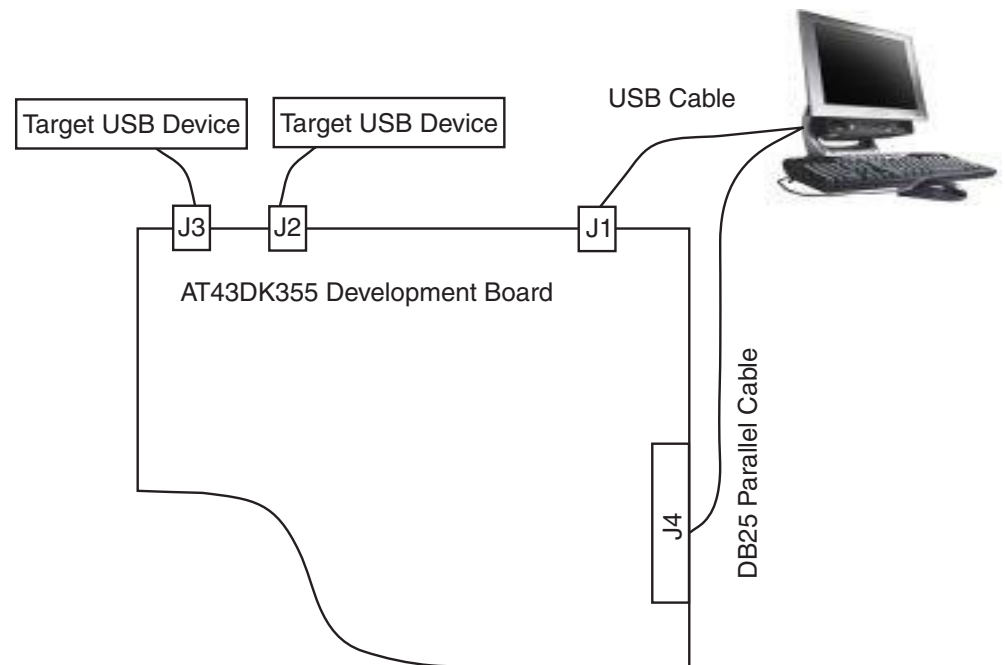 USB Cable
Target USB Device
Target USB Device
J3
J2
J1
AT43DK355 Development Board
DB25 Parallel Cable
J4